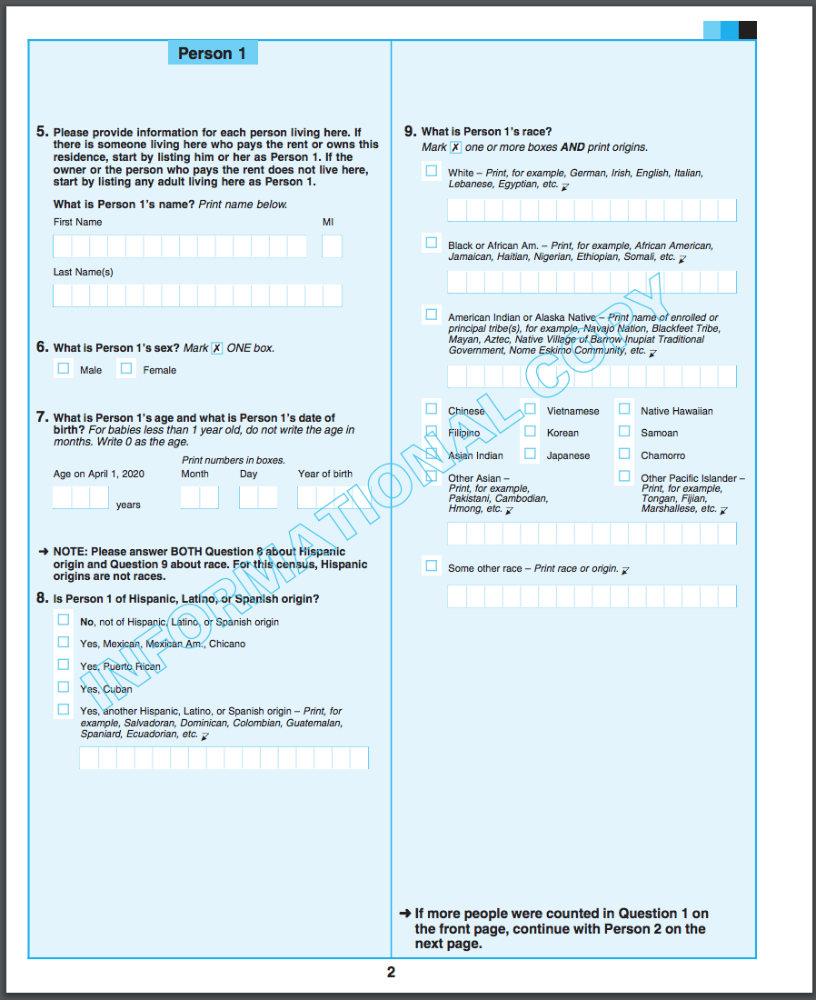 Person 1
5. Please provide information for each person living here. If
there is someone living here who pays the rent or owns this
residence, start by listing him or her as Person 1. If the
owner or the person who pays the rent does not live here,
start by listing any adult living here as Person 1.
What is Person 1's name? Print name below.
First Name MI
Last Name(s)
6. What is Person 1's sex? Mark X ONE box.
Male Female
7. What is Person 1's age and what is Person 1's date of
birth? For babies less than 1 year old, do not write the age in
months. Write 0 as the age.
Print numbers in boxes.
Age on April 1, 2020 Month Day Year of birth
years
→ NOTE: Please answer BOTH Question 8 about Hispanic
origin and Question 9 about race. For this census, Hispanic
origins are not races.
8. Is Person 1 of Hispanic, Latino, or Spanish origin?
No, not of Hispanic, Latino, or Spanish origin
Yes, Mexican, Mexican Am., Chicano
Yes, Puerto Rican
Yes, Cuban
Yes, another Hispanic, Latino, or Spanish origin – Print, for
example, Salvadoran, Dominican, Colombian, Guatemalan,
Spaniard, Ecuadorian, etc.
9. What is Person 1's race?
Mark X one or more boxes AND print origins.
White – Print, for example, German, Irish, English, Italian,
Lebanese, Egyptian, etc.
Black or African Am. – Print, for example, African American,
Jamaican, Haitian, Nigerian, Ethiopian, Somali, etc.
American Indian or Alaska Native – Print name of enrolled or
principal tribe(s), for example, Navajo Nation, Blackfeet Tribe,
Mayan, Aztec, Native Village of Barrow Inupiat Traditional
Government, Nome Eskimo Community, etc.
Chinese Vietnamese Native Hawaiian
Filipino Korean Samoan
Asian Indian Japanese Chamorro
Other Asian – Other Pacific Islander –
Print, for example, Print, for example,
Pakistani, Cambodian, Tongan, Fijian,
Hmong, etc. Marshallese, etc.
Some other race – Print race or origin.
→ If more people were counted in Question 1 on
the front page, continue with Person 2 on the
next page.
INFORMATIONAL COPY
2